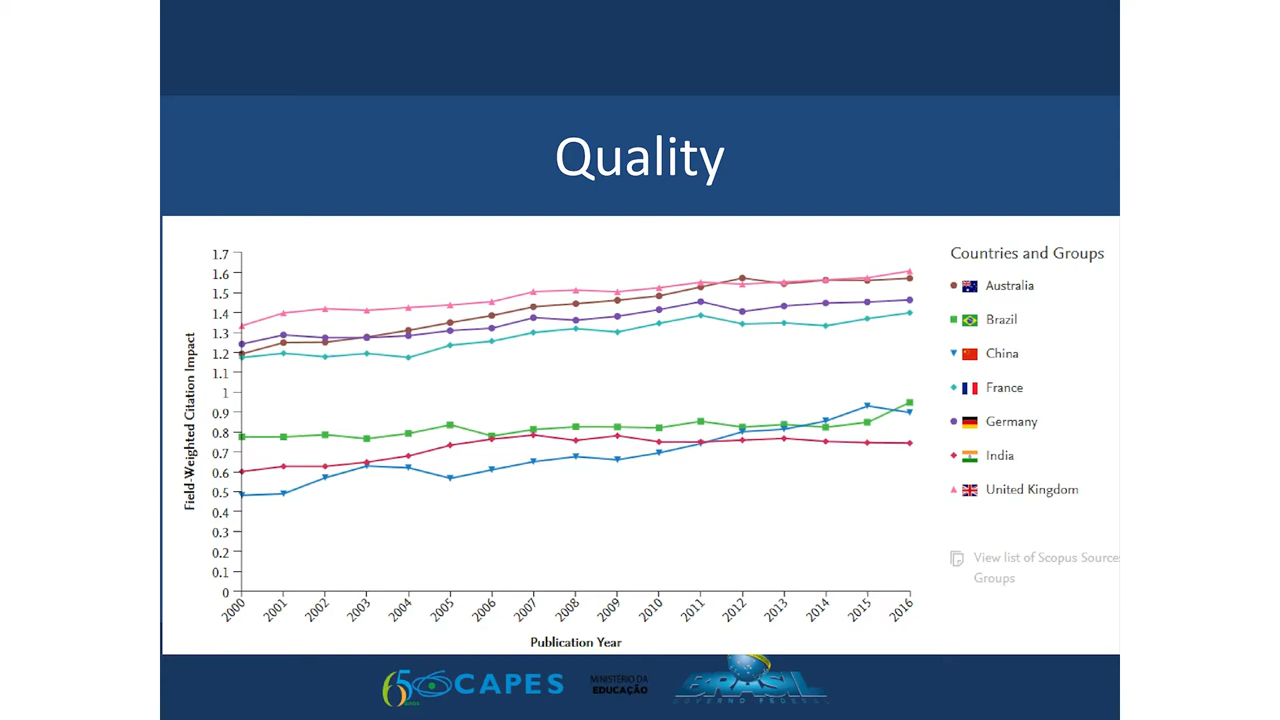 Quality
Countries and Groups
1.7
1.6
1.5
1.4
1.3
1.2
1.1
1
0.9
0.8
0.7
0.6
0.5
0.4
0.3
0.2
0.1
0
Field-Weighted Citation Impact
Australia
Brazil
China
France
Germany
India
United Kingdom
View list of Scopus Source
Groups
2000
2001
2002
2003
2004
2005
2006
2007
2008
2009
2010
2011
2012
2013
2014
2015
2016
Publication Year
65 ANOS
CAPES
MINISTÉRIO DA
EDUCAÇÃO
BRASIL
GOVERNO FEDERAL